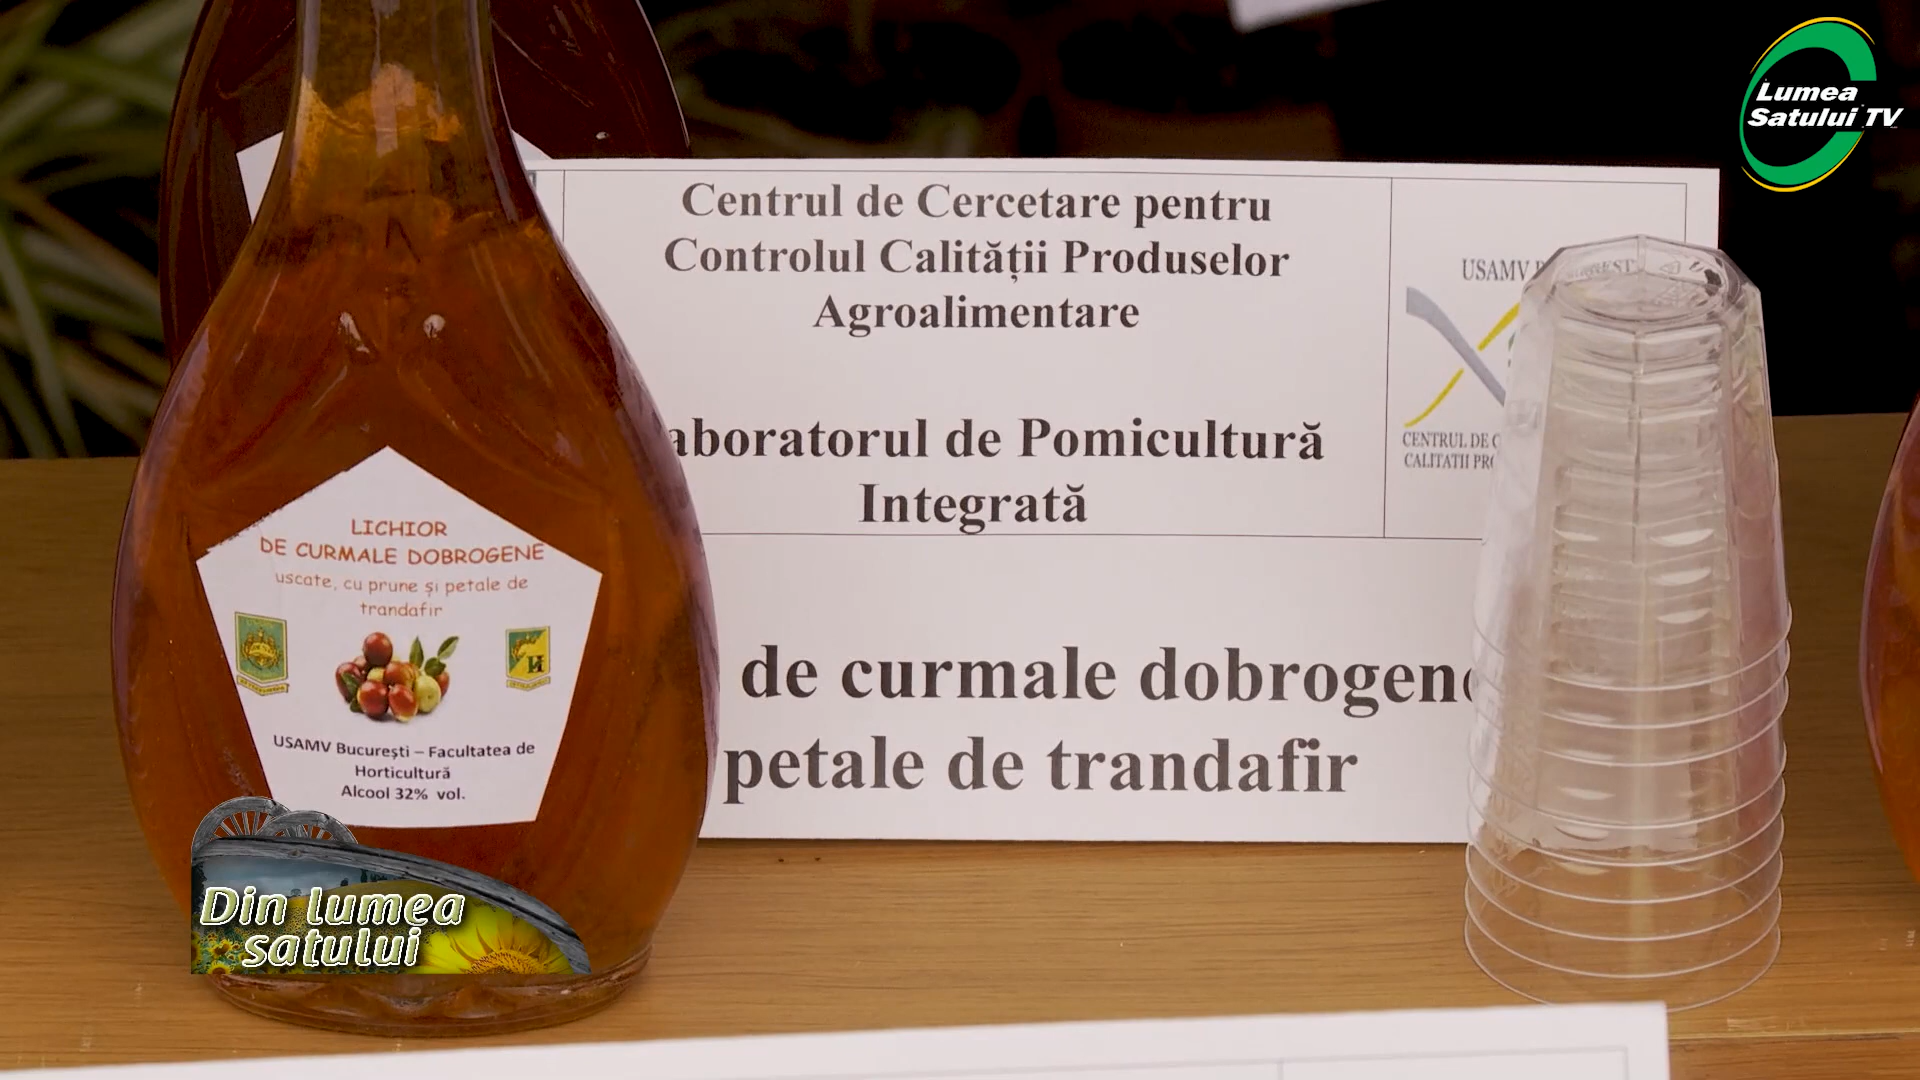 Lumea
Satului TV
Centrul de Cercetare pentru
Controlul Calității Produselor
Agroalimentare
aboratorul de Pomicultură
Integrată
USAMV
CENTRUL DE
CALITATII
de curmale dobrogen
petale de trandafir
LICHIOR
DE CURMALE DOBROGENE
uscate, cu prune și petale de
trandafir
USAMV București – Facultatea de
Horticultură
Alcool 32% vol.
Din lumea
satului